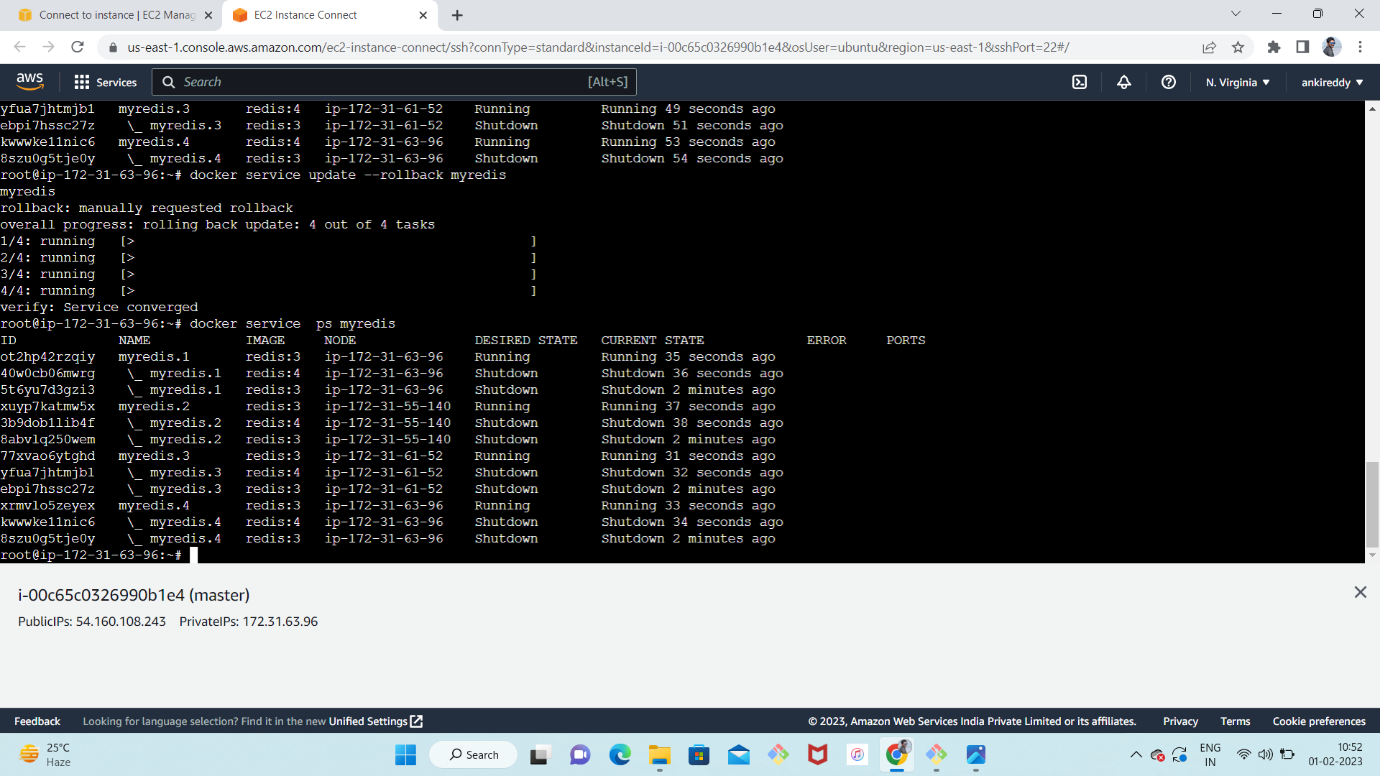 Connect to instance | EC2 Manag
EC2 Instance Connect
us-east-1.console.aws.amazon.com/ec2-instance-connect/ssh?connType=standard&instanceId=i-00c65c0326990b1e4&osUser=ubuntu&region=us-east-1&sshPort=22#/
aws Services Search [Alt+S] N. Virginia ankireddy
yfua7jhtmjbl myredis.3 redis:4 ip-172-31-61-52 Running Running 49 seconds ago
ebpi7hssc27z \_ myredis.3 redis:3 ip-172-31-61-52 Shutdown Shutdown 51 seconds ago
kwwwke11nic6 myredis.4 redis:4 ip-172-31-63-96 Running Running 53 seconds ago
8szu0g5tje0y \_ myredis.4 redis:3 ip-172-31-63-96 Shutdown Shutdown 54 seconds ago
root@ip-172-31-63-96:~# docker service update --rollback myredis
myredis
rollback: manually requested rollback
overall progress: rolling back update: 4 out of 4 tasks
1/4: running [> ]
2/4: running [> ]
3/4: running [> ]
4/4: running [> ]
verify: Service converged
root@ip-172-31-63-96:~# docker service  ps myredis
ID NAME IMAGE NODE DESIRED STATE CURRENT STATE ERROR PORTS
ot2hp42rzqiy myredis.1 redis:3 ip-172-31-63-96 Running Running 35 seconds ago
40w0cb06mwrg \_ myredis.1 redis:4 ip-172-31-63-96 Shutdown Shutdown 36 seconds ago
5t6yu7d3gzi3 \_ myredis.1 redis:3 ip-172-31-63-96 Shutdown Shutdown 2 minutes ago
xuyp7katmw5x myredis.2 redis:3 ip-172-31-55-140 Running Running 37 seconds ago
3b9dob1lib4f \_ myredis.2 redis:4 ip-172-31-55-140 Shutdown Shutdown 38 seconds ago
8abvlq250wem \_ myredis.2 redis:3 ip-172-31-55-140 Shutdown Shutdown 2 minutes ago
77xvao6ytghd myredis.3 redis:3 ip-172-31-61-52 Running Running 31 seconds ago
yfua7jhtmjbl \_ myredis.3 redis:4 ip-172-31-61-52 Shutdown Shutdown 32 seconds ago
ebpi7hssc27z \_ myredis.3 redis:3 ip-172-31-61-52 Shutdown Shutdown 2 minutes ago
xrmvlo5zeyex myredis.4 redis:3 ip-172-31-63-96 Running Running 33 seconds ago
kwwwke11nic6 \_ myredis.4 redis:4 ip-172-31-63-96 Shutdown Shutdown 34 seconds ago
8szu0g5tje0y \_ myredis.4 redis:3 ip-172-31-63-96 Shutdown Shutdown 2 minutes ago
root@ip-172-31-63-96:~#
i-00c65c0326990b1e4 (master)
PublicIPs: 54.160.108.243 PrivateIPs: 172.31.63.96
Feedback Looking for language selection? Find it in the new Unified Settings © 2023, Amazon Web Services India Private Limited or its affiliates. Privacy Terms Cookie preferences
25°C
Haze
Search
ENG
IN
10:52
01-02-2023